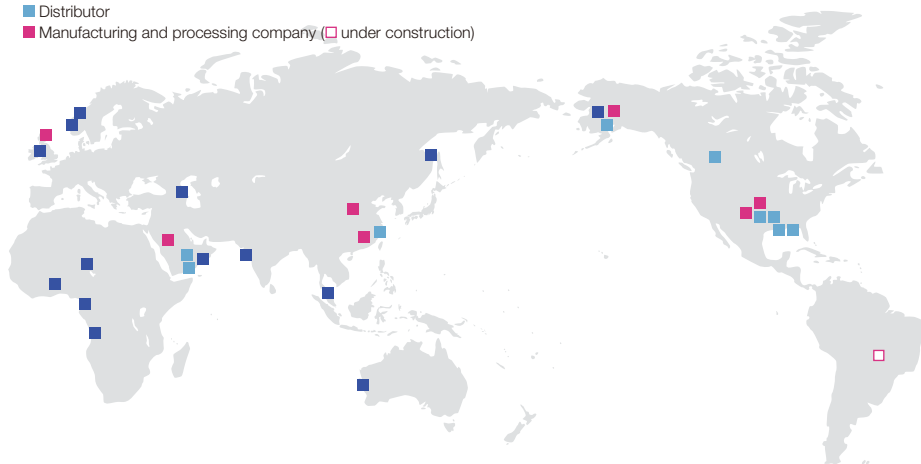 Distributor
Manufacturing and processing company (□ under construction)